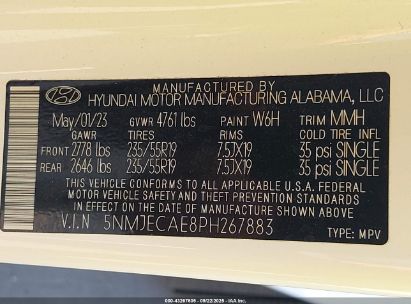 MANUFACTURED BY
HYUNDAI MOTOR MANUFACTURING ALABAMA, LLC
May/01/23 GVWR 4761 lbs PAINT W6H TRIM MMH
GAWR TIRES RIMS COLD TIRE INFL
FRONT 2778 lbs 235/55R19 7.5JX19 35 psi SINGLE
REAR 2646 lbs 235/55R19 7.5JX19 35 psi SINGLE
THIS VEHICLE CONFORMS TO ALL APPLICABLE U.S.A. FEDERAL
MOTOR VEHICLE SAFETY AND THEFT PREVENTION STANDARDS
IN EFFECT ON THE DATE OF MANUFACTURE SHOWN ABOVE.
V.I.N 5NMJECAE8PH267883
TYPE: MPV